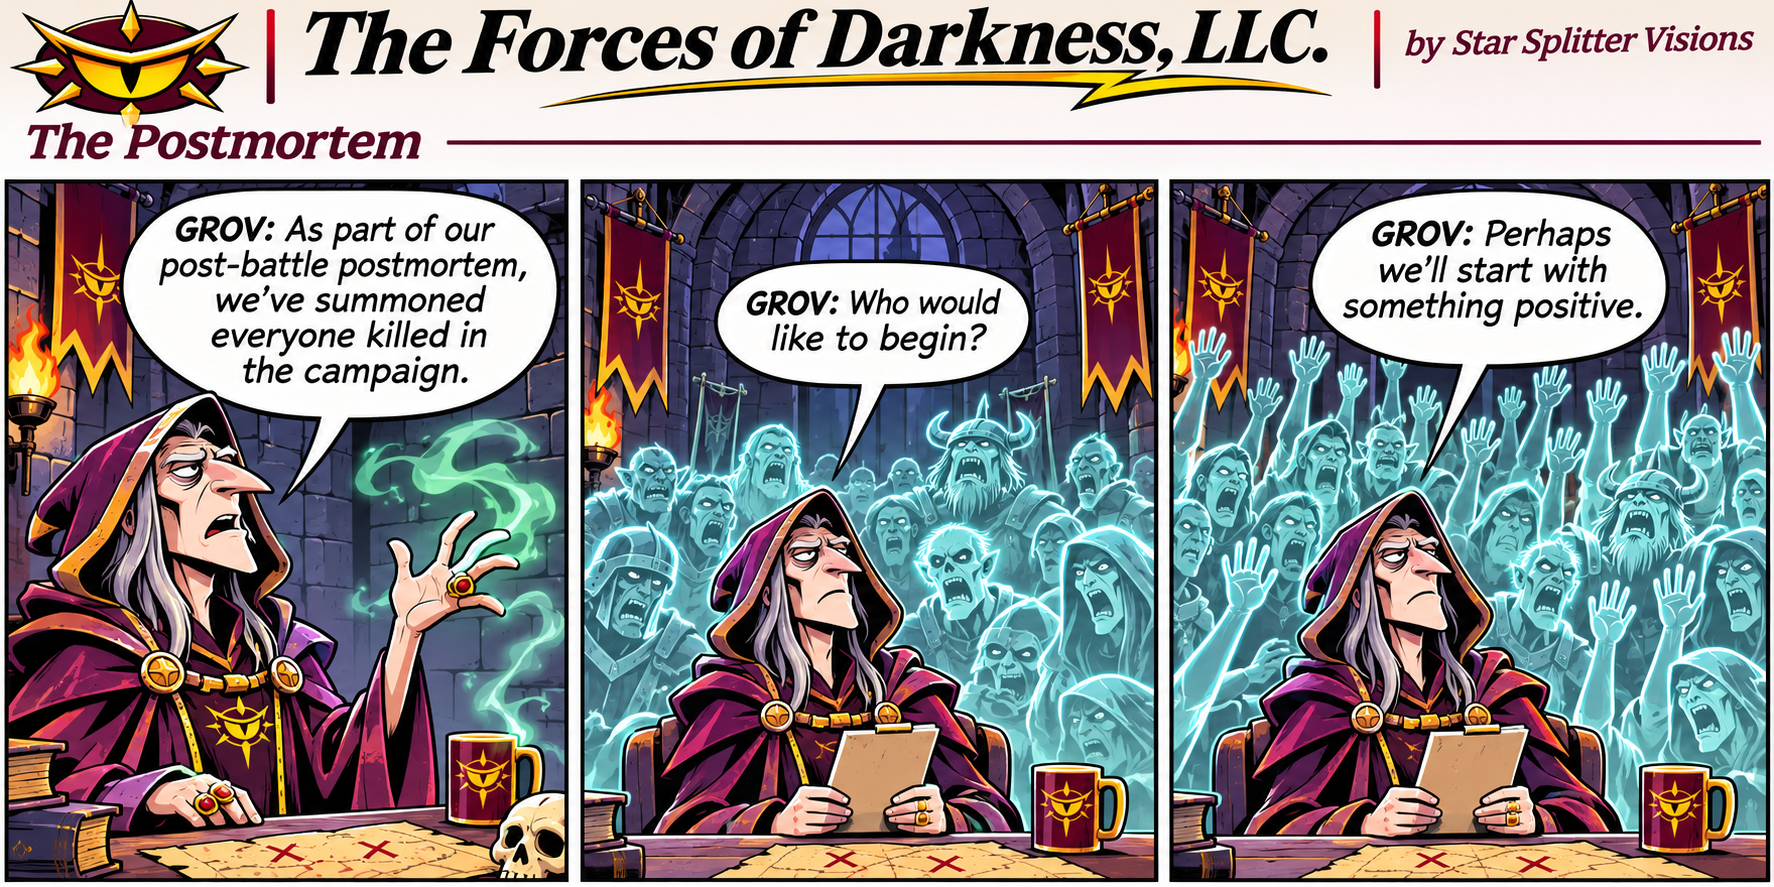 The Forces of Darkness, LLC.
by Star Splitter Visions
The Postmortem
GROV: As part of our
post-battle postmortem,
we've summoned
everyone killed in
the campaign.
GROV: Who would
like to begin?
GROV: Perhaps
we'll start with
something positive.